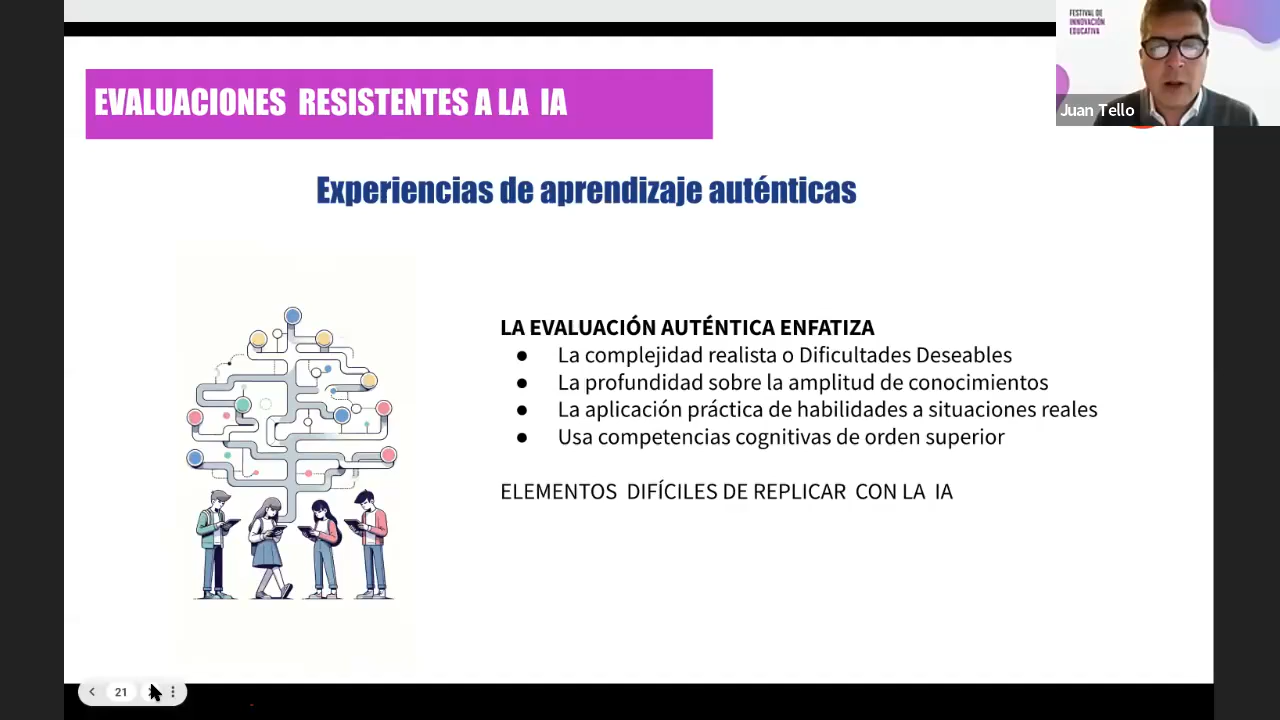 FESTIVAL DE
INNOVACIÓN
EDUCATIVA
Juan Tello
EVALUACIONES RESISTENTES A LA IA
Experiencias de aprendizaje auténticas
LA EVALUACIÓN AUTÉNTICA ENFATIZA
● La complejidad realista o Dificultades Deseables
● La profundidad sobre la amplitud de conocimientos
● La aplicación práctica de habilidades a situaciones reales
● Usa competencias cognitivas de orden superior
ELEMENTOS DIFÍCILES DE REPLICAR CON LA IA
21